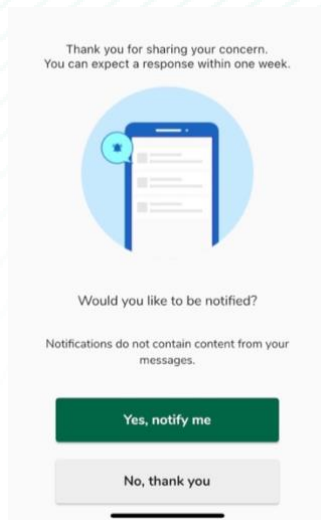 Thank you for sharing your concern.
You can expect a response within one week.
Would you like to be notified?
Notifications do not contain content from your
messages.
Yes, notify me
No, thank you